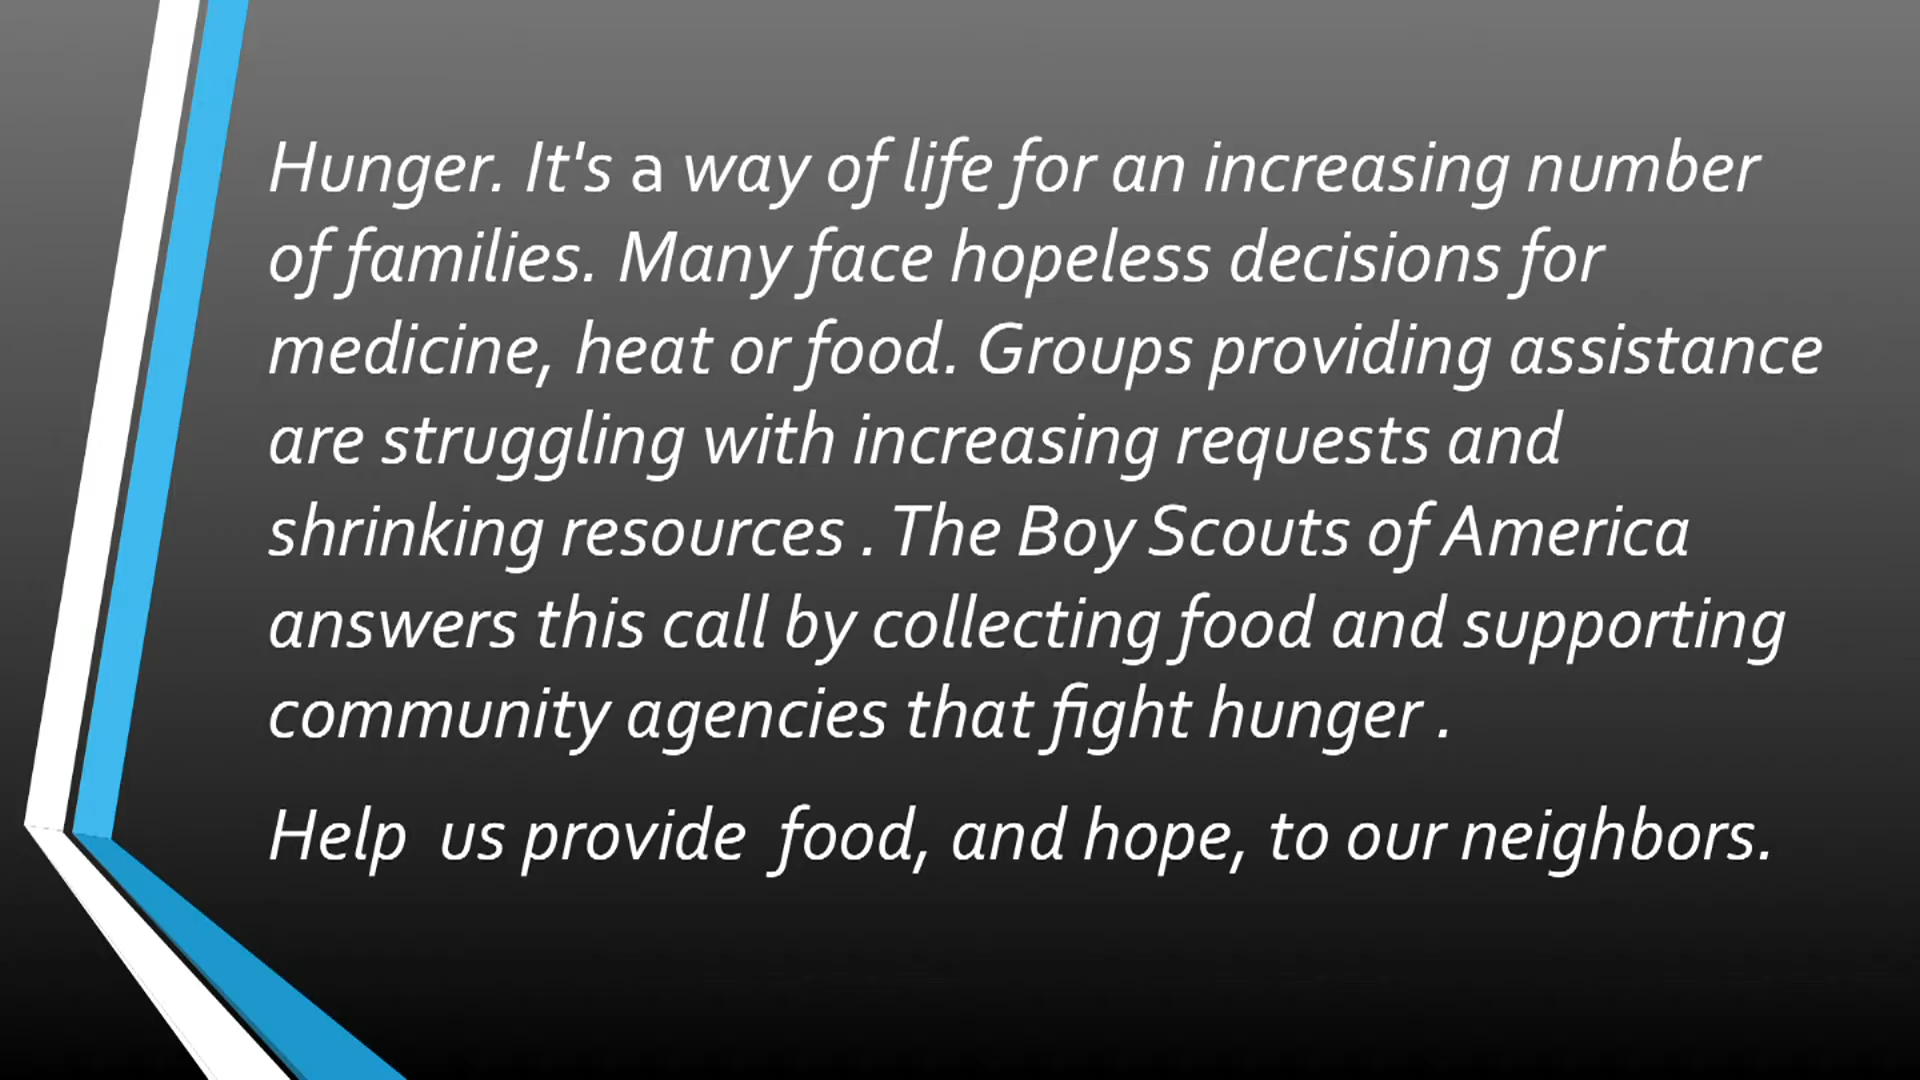 Hunger. It's a way of life for an increasing number
of families. Many face hopeless decisions for
medicine, heat or food. Groups providing assistance
are struggling with increasing requests and
shrinking resources . The Boy Scouts of America
answers this call by collecting food and supporting
community agencies that fight hunger .
Help  us provide  food, and hope, to our neighbors.